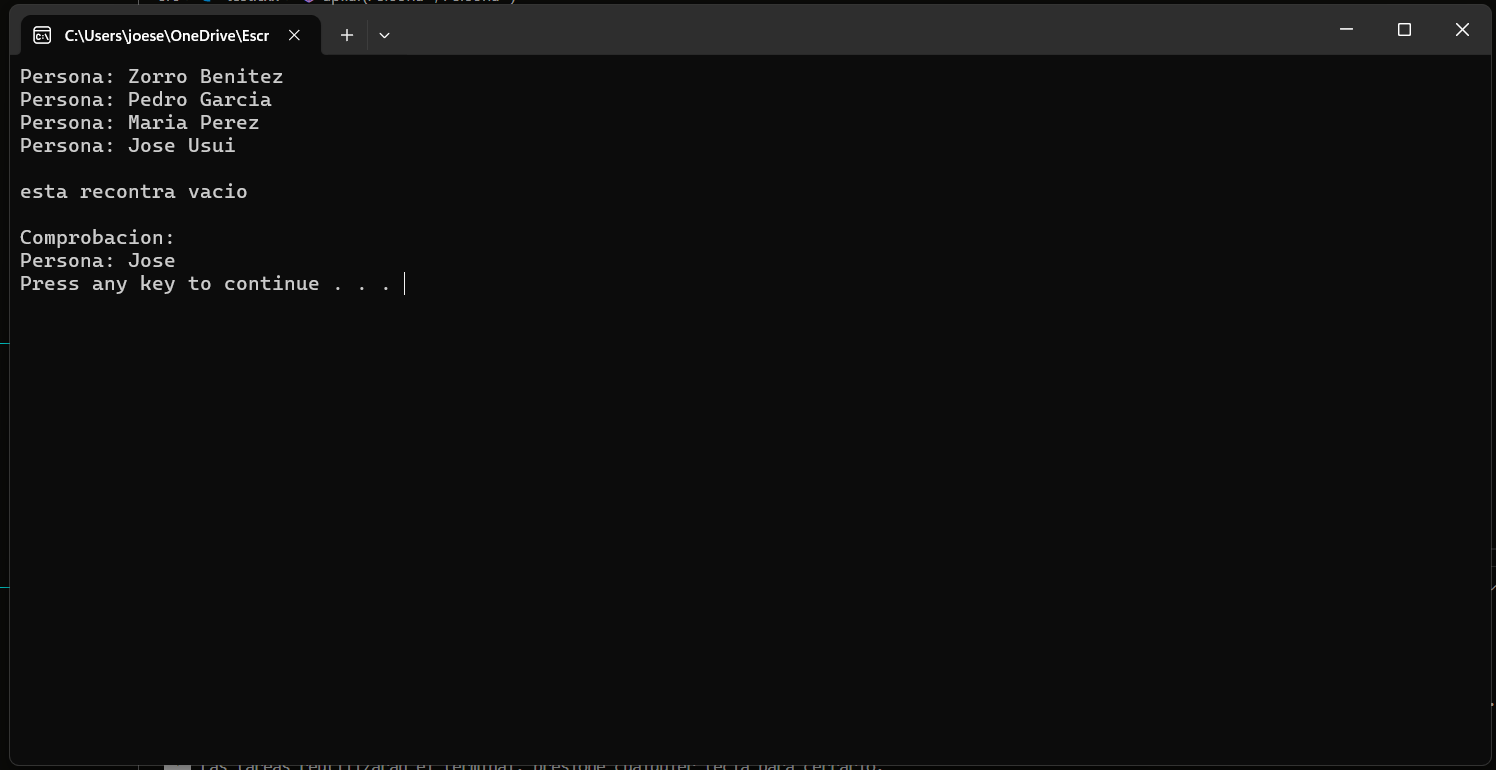 C:\Users\joese\OneDrive\Escr
Persona: Zorro Benitez
Persona: Pedro Garcia
Persona: Maria Perez
Persona: Jose Usui
esta recontra vacio
Comprobacion:
Persona: Jose
Press any key to continue . . .